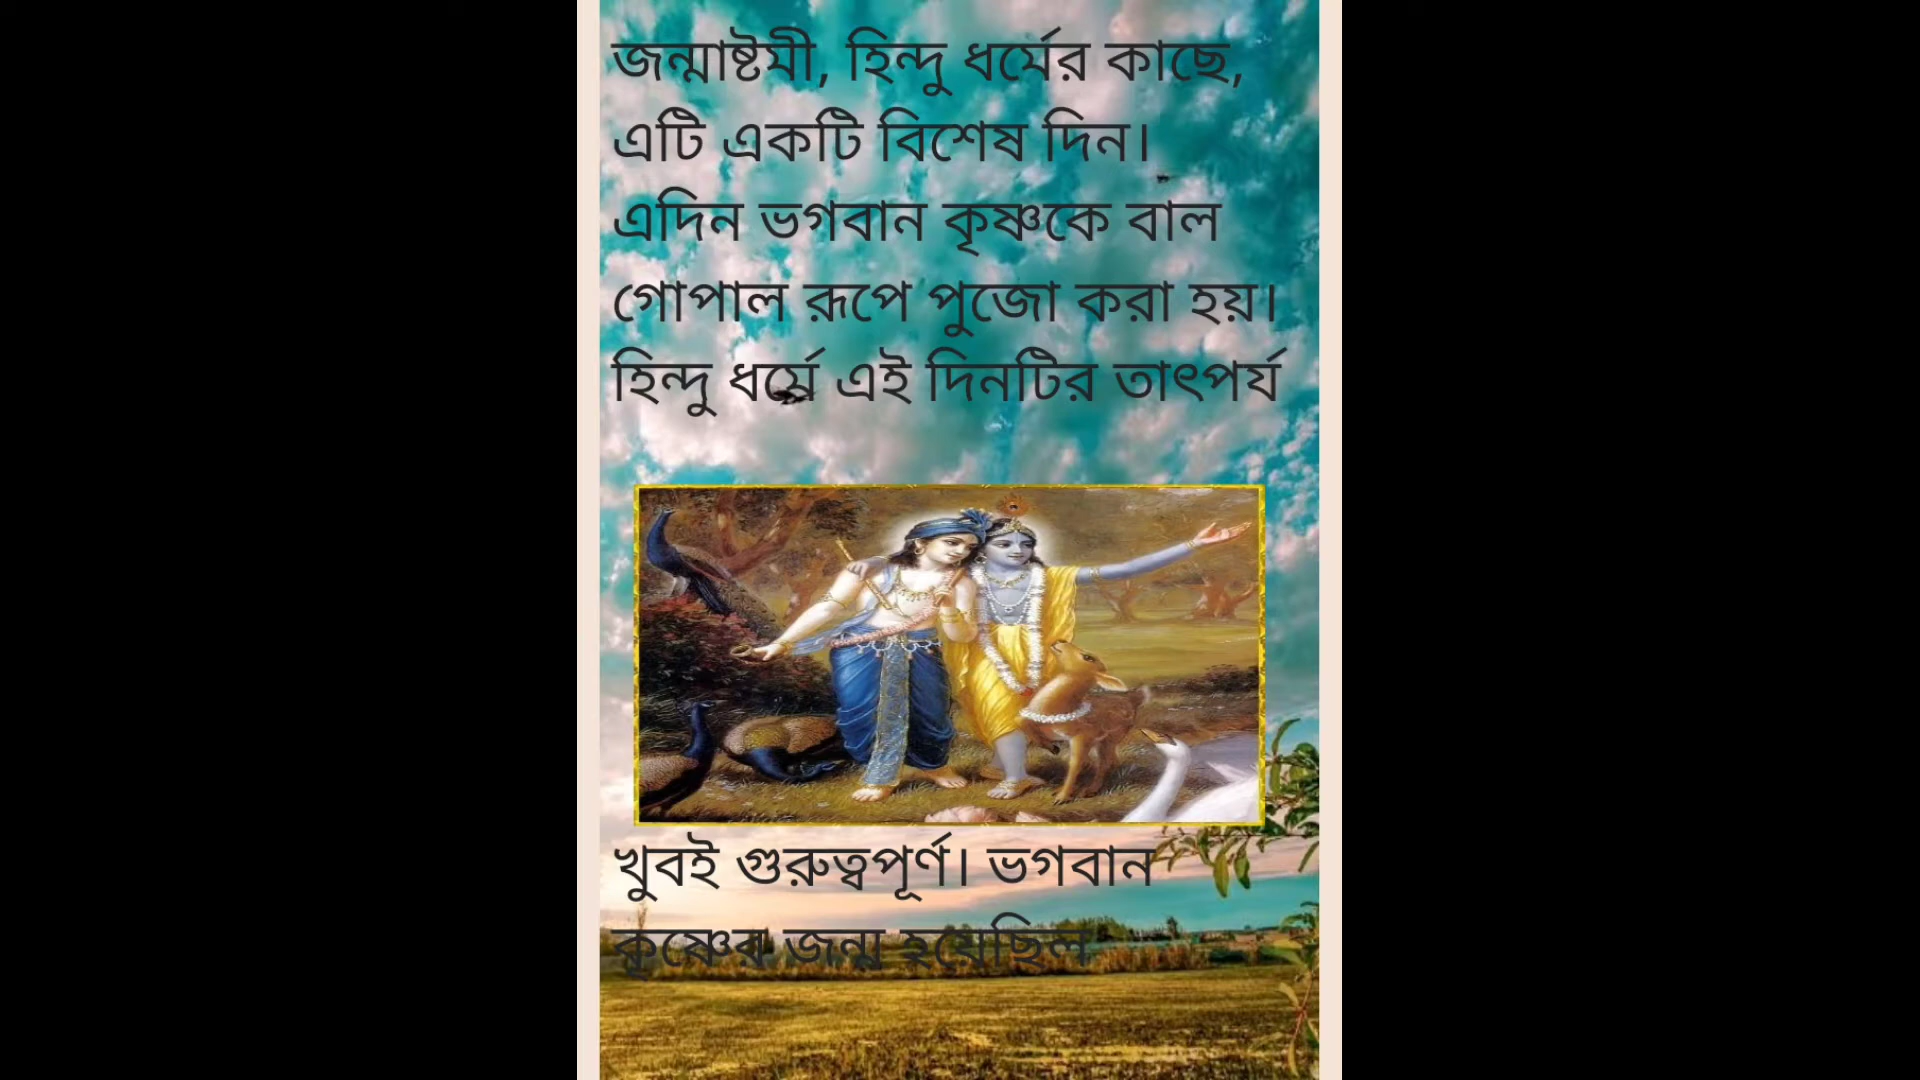 জন্মাষ্টমী, হিন্দু ধর্মের কাছে,
এটি একটি বিশেষ দিন।
এদিন ভগবান কৃষ্ণকে বাল
গোপাল রূপে পুজো করা হয়।
হিন্দু ধর্মে এই দিনটির তাৎপর্য
খুবই গুরুত্বপূর্ণ। ভগবান
কৃষ্ণের জন্ম হয়েছিল